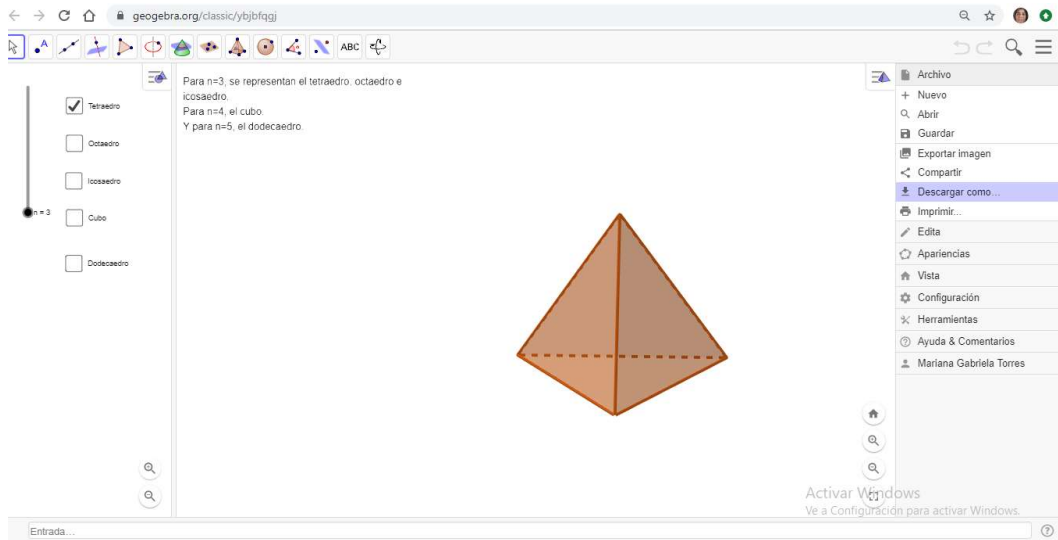 geogebra.org/classic/ybjbfqgj
A
ABC
Para n=3, se representan el tetraedro, octaedro e
icosaedro.
Para n=4, el cubo.
Y para n=5, el dodecaedro.
Tetraedro
Octaedro
Icosaedro
n = 3
Cubo
Dodecaedro
Archivo
Nuevo
Abrir
Guardar
Exportar imagen
Compartir
Descargar como...
Imprimir...
Edita
Apariencias
Vista
Configuración
Herramientas
Ayuda & Comentarios
Mariana Gabriela Torres
Activar Windows
Ve a Configuración para activar Windows.
Entrada...